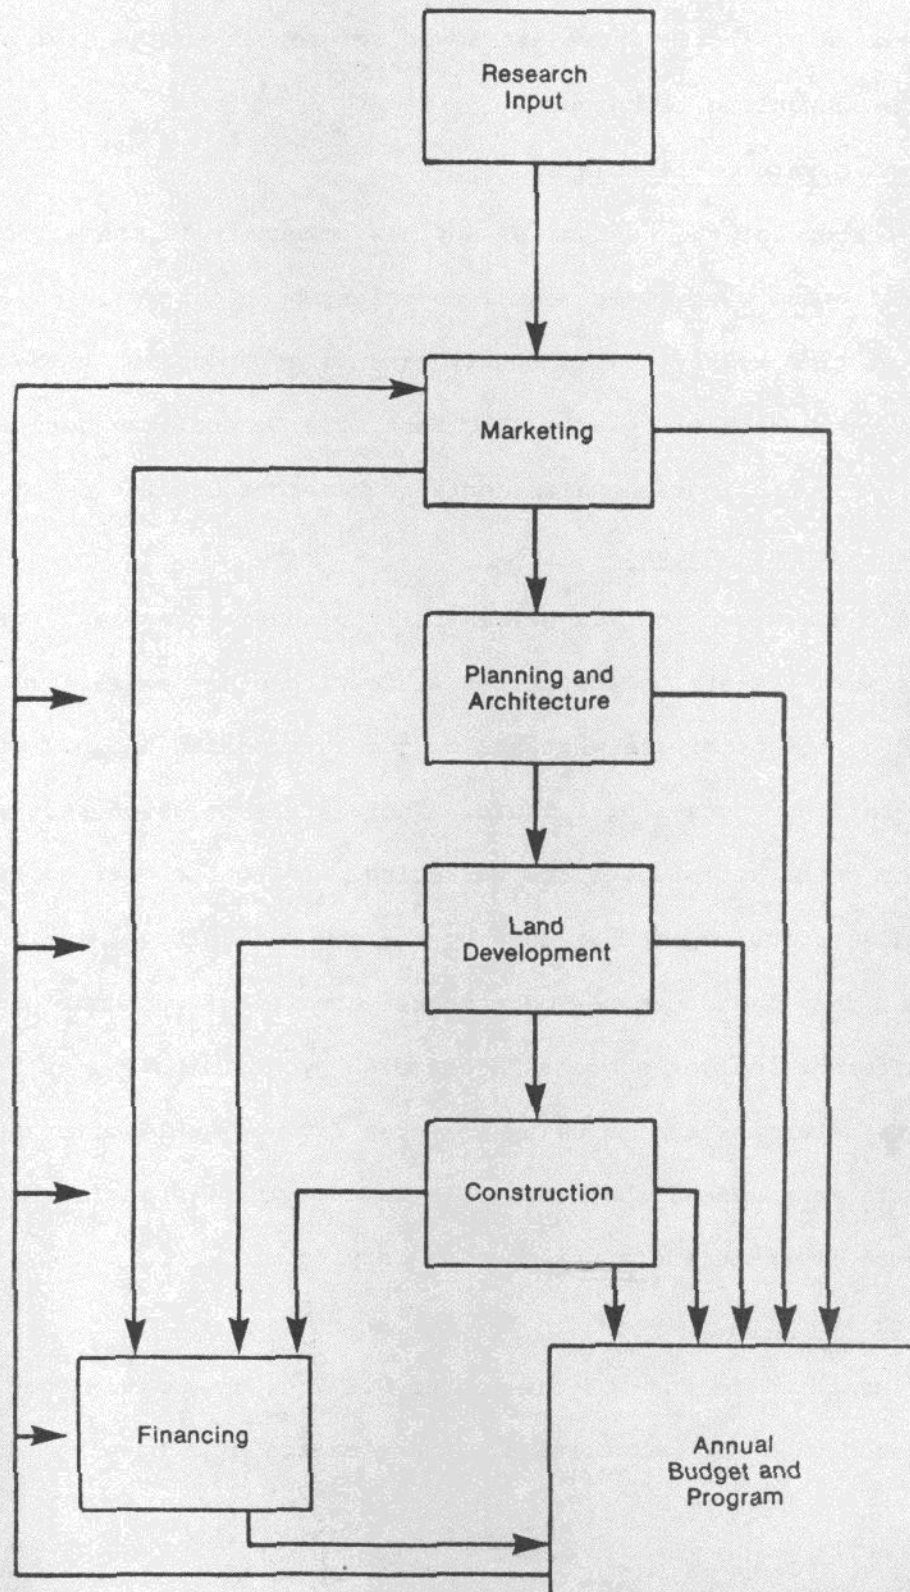 Research
Input
Marketing
Planning and
Architecture
Land
Development
Construction
Financing
Annual
Budget and
Program